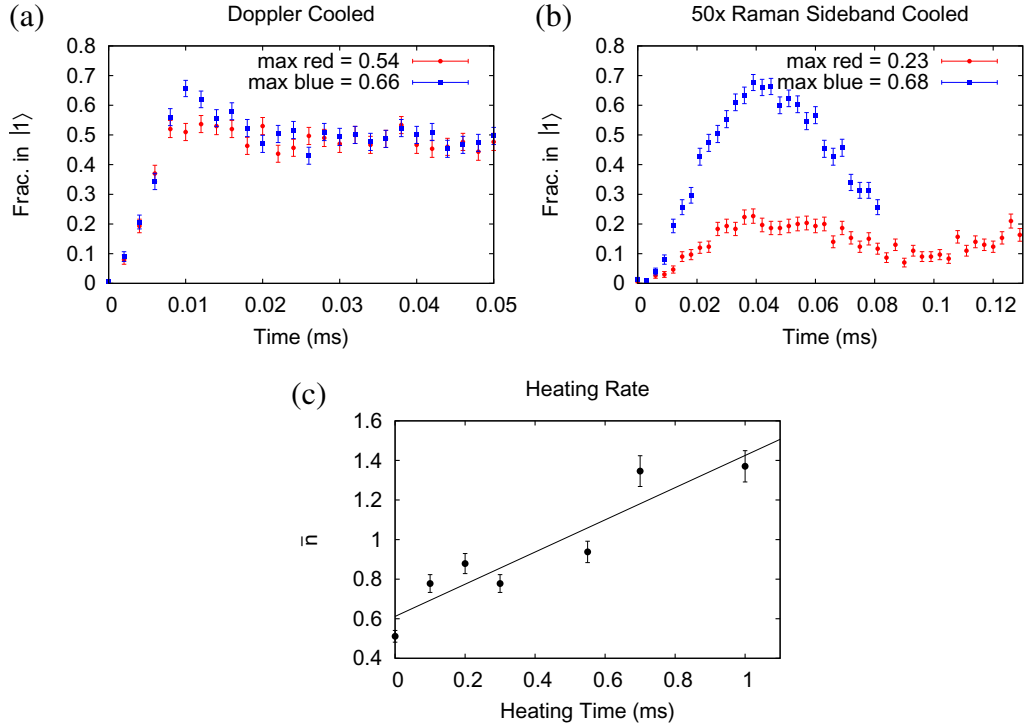 (a)
Doppler Cooled
max red = 0.54
max blue = 0.66
0.8
0.7
0.6
0.5
0.4
0.3
0.2
0.1
0
Frac. in |1⟩
0 0.01 0.02 0.03 0.04 0.05
Time (ms)
(b)
50x Raman Sideband Cooled
max red = 0.23
max blue = 0.68
0.8
0.7
0.6
0.5
0.4
0.3
0.2
0.1
0
Frac. in |1⟩
0 0.02 0.04 0.06 0.08 0.1 0.12
Time (ms)
(c)
Heating Rate
1.6
1.4
1.2
1
0.8
0.6
0.4
n̅
0 0.2 0.4 0.6 0.8 1
Heating Time (ms)